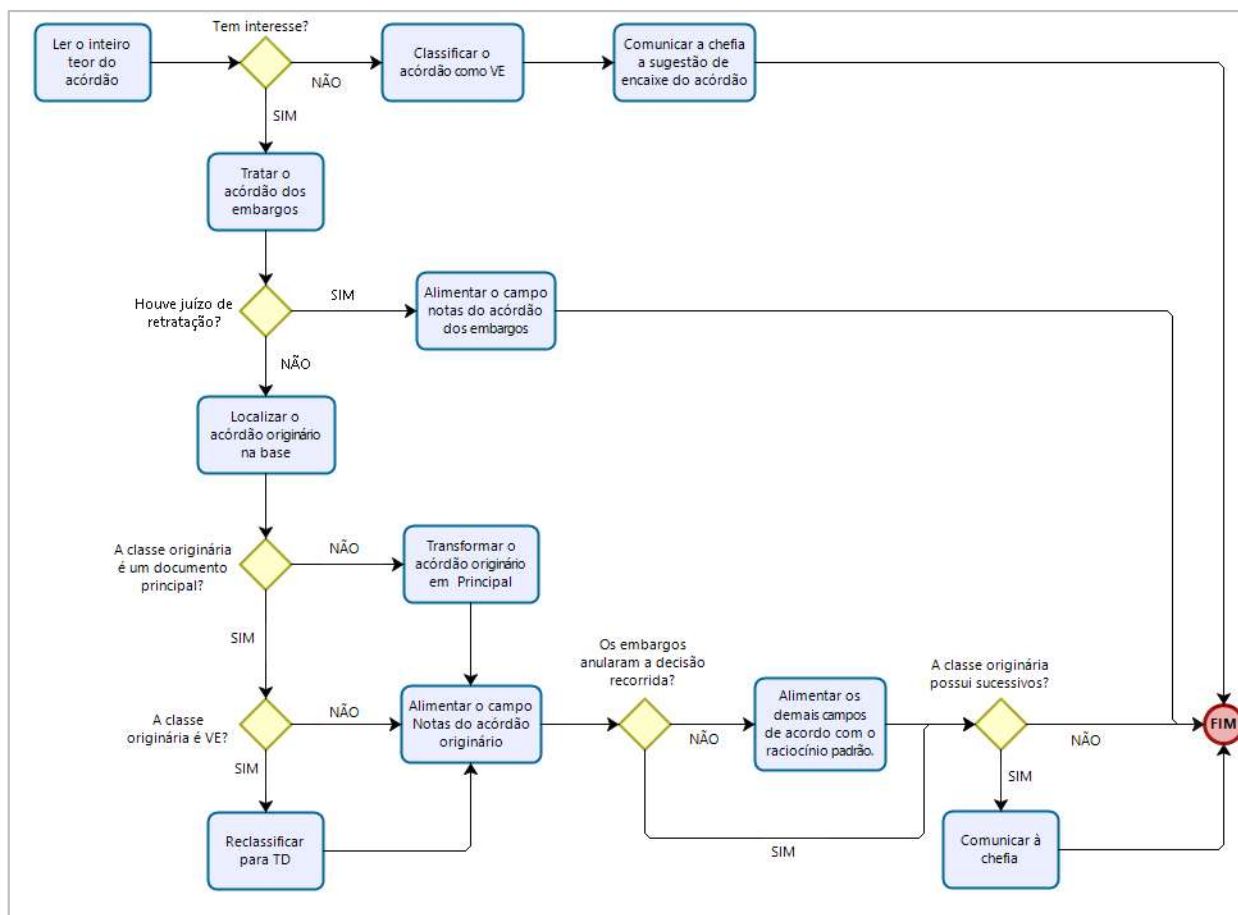 Tem interesse?
Ler o inteiro
teor do
acórdão
NÃO
Classificar o
acórdão como VE
Comunicar a chefia
a sugestão de
encaixe do acórdão
SIM
Tratar o
acórdão dos
embargos
Houve juízo de
retratação?
SIM
Alimentar o campo
notas do acórdão
dos embargos
NÃO
Localizar o
acórdão originário
na base
A classe originária
é um documento
principal?
NÃO
Transformar o
acórdão originário
em Principal
SIM
A classe
originária é VE?
NÃO
Alimentar o campo
Notas do acórdão
originário
Os embargos
anularam a decisão
recorrida?
NÃO
Alimentar os
demais campos
de acordo com o
raciocínio padrão.
A classe originária
possui sucessivos?
NÃO
FIM
SIM
Reclassificar
para TD
SIM
SIM
Comunicar à
chefia